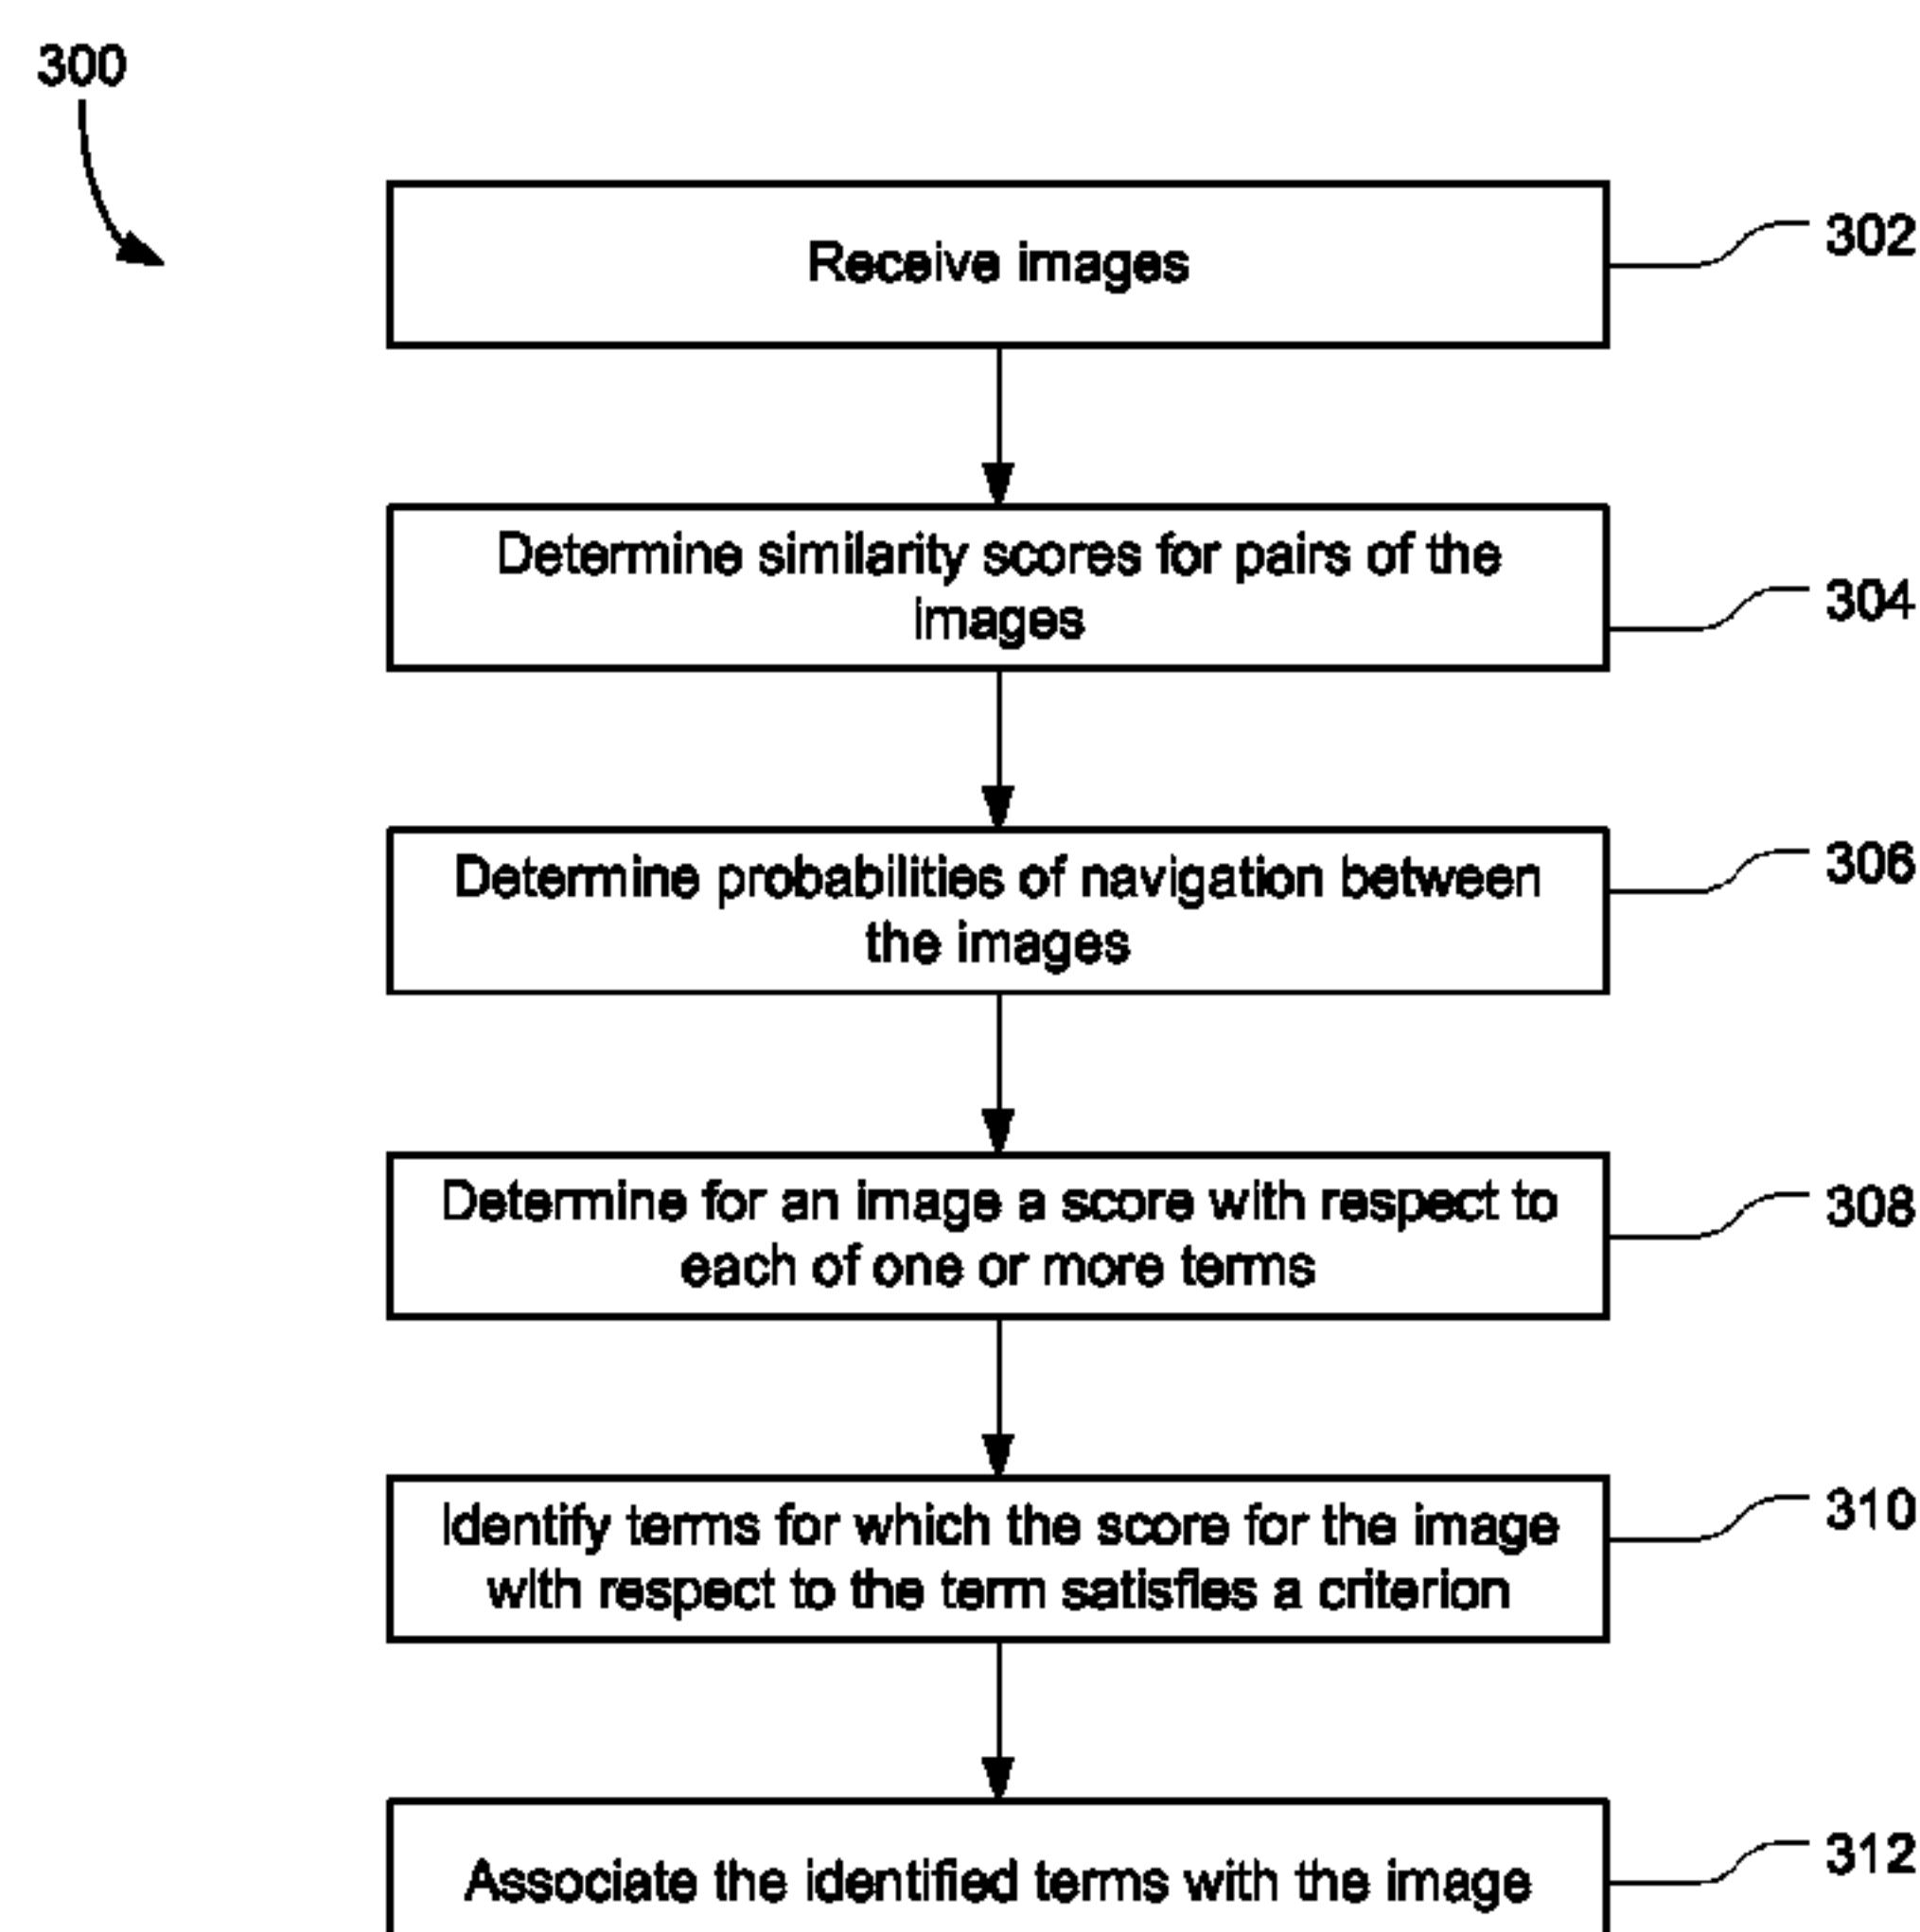 300
Receive images
302
Determine similarity scores for pairs of the
images
304
Determine probabilities of navigation between
the images
306
Determine for an image a score with respect to
each of one or more terms
308
Identify terms for which the score for the image
with respect to the term satisfies a criterion
310
Associate the identified terms with the image
312